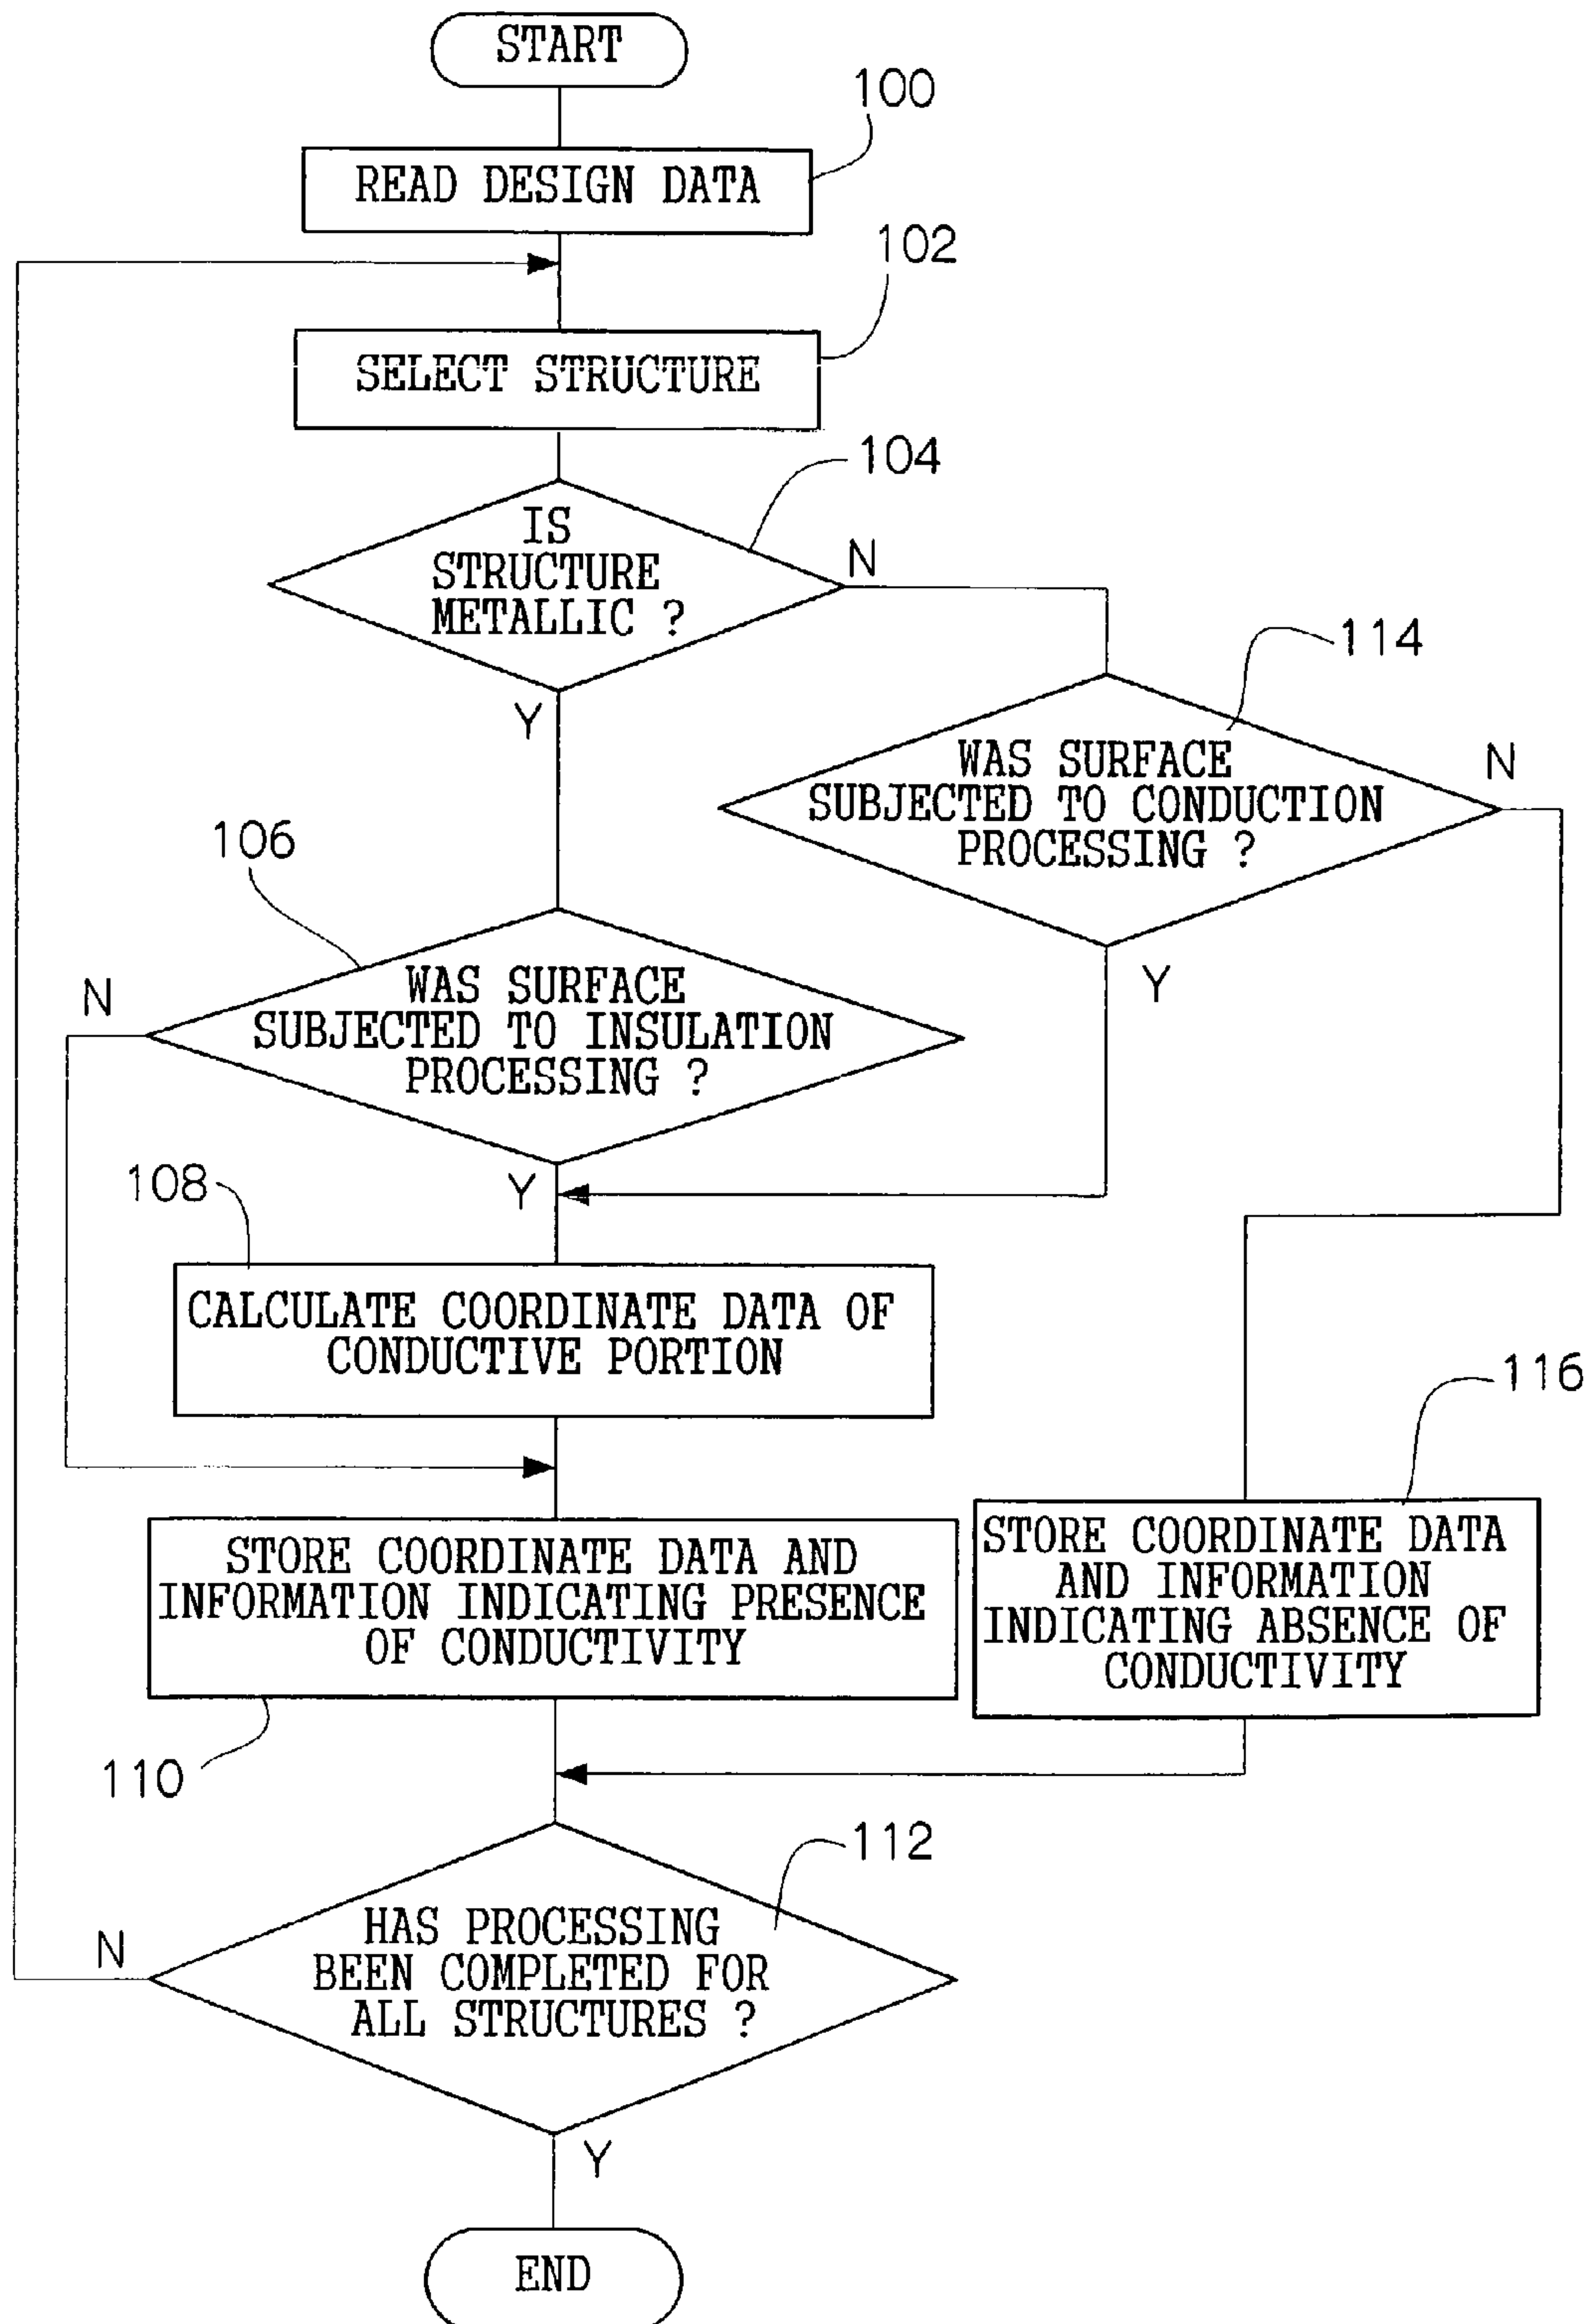 START
100
READ DESIGN DATA
102
SELECT STRUCTURE
104
IS
STRUCTURE
METALLIC ?
N
Y
114
WAS SURFACE
SUBJECTED TO CONDUCTION
PROCESSING ?
N
Y
106
WAS SURFACE
SUBJECTED TO INSULATION
PROCESSING ?
N
Y
108
CALCULATE COORDINATE DATA OF
CONDUCTIVE PORTION
116
STORE COORDINATE DATA AND
INFORMATION INDICATING PRESENCE
OF CONDUCTIVITY
110
STORE COORDINATE DATA
AND INFORMATION
INDICATING ABSENCE OF
CONDUCTIVITY
112
HAS PROCESSING
BEEN COMPLETED FOR
ALL STRUCTURES ?
N
Y
END